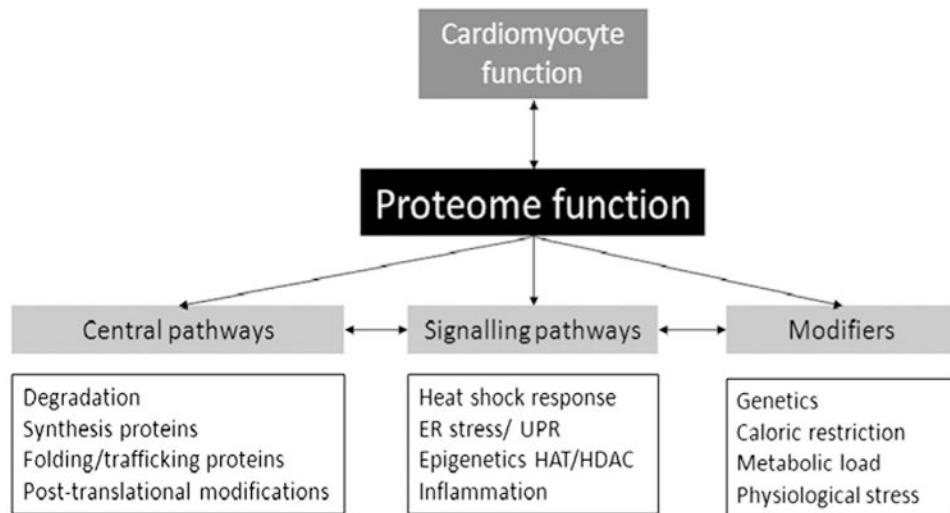 Cardiomyocyte
function
Proteome function
Central pathways
Signalling pathways
Modifiers
Degradation
Synthesis proteins
Folding/trafficking proteins
Post-translational modifications
Heat shock response
ER stress/ UPR
Epigenetics HAT/HDAC
Inflammation
Genetics
Caloric restriction
Metabolic load
Physiological stress